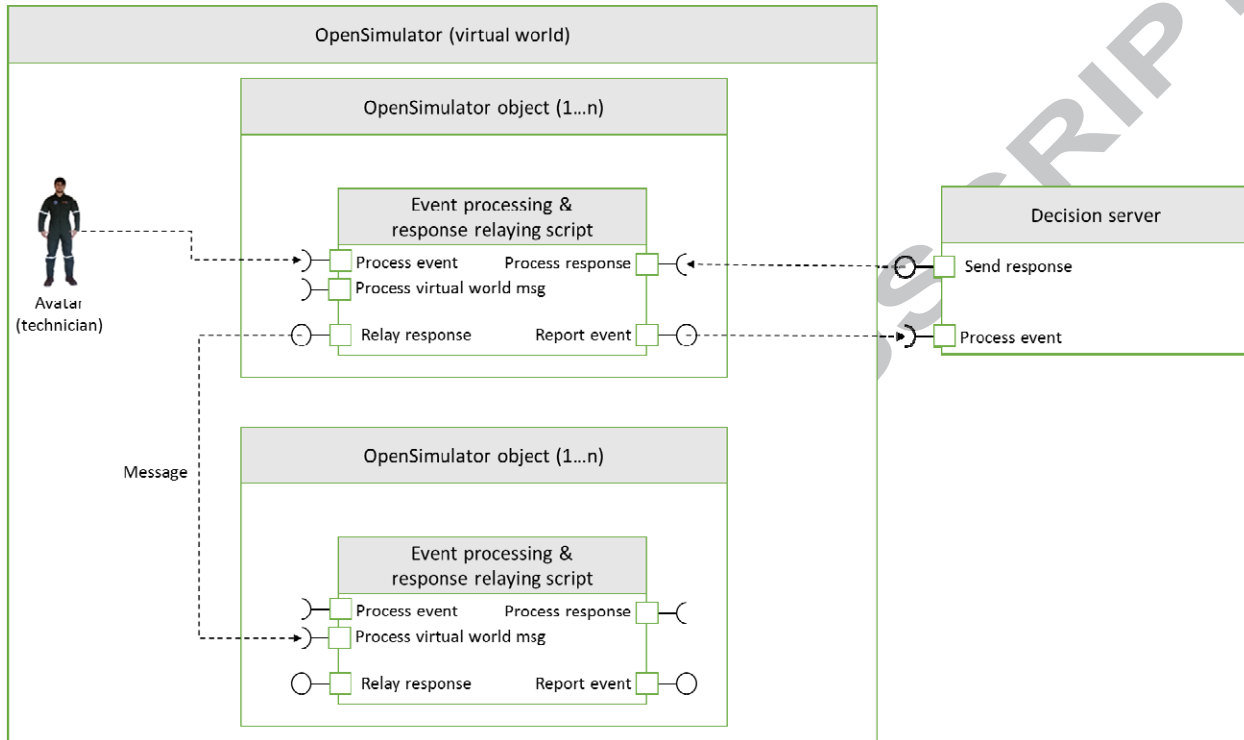 OpenSimulator (virtual world)
OpenSimulator object (1...n)
Event processing &
response relaying script
Process event
Process response
Process virtual world msg
Relay response
Report event
Decision server
Send response
Process event
Avatar
(technician)
Message
OpenSimulator object (1...n)
Event processing &
response relaying script
Process event
Process response
Process virtual world msg
Relay response
Report event